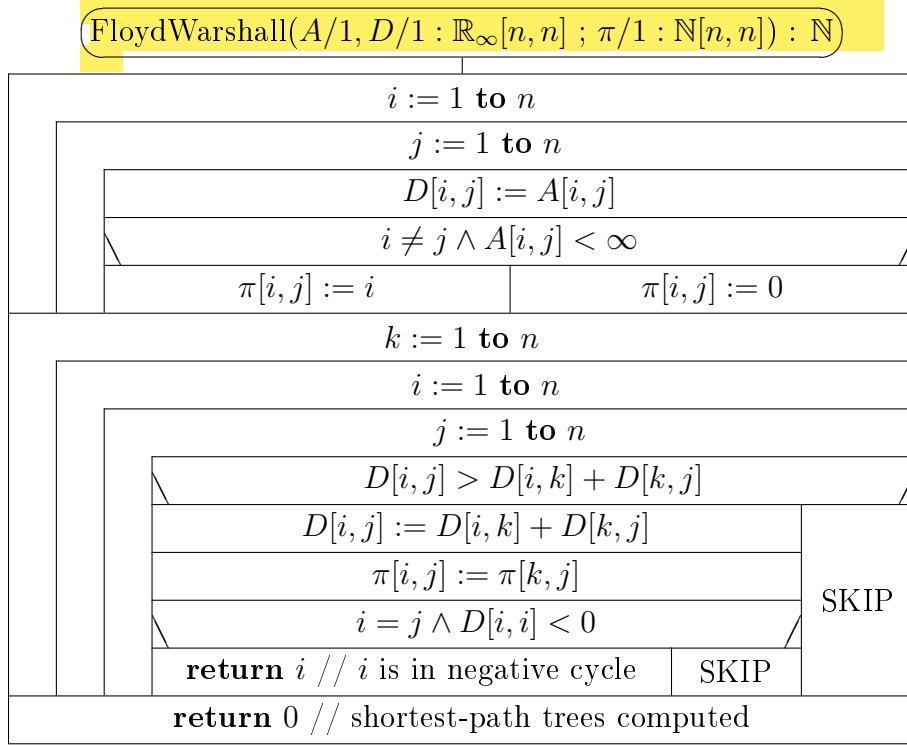 FloydWarshall(A/1, D/1 : ℝ∞[n, n] ; π/1 : ℕ[n, n]) : ℕ
i := 1 to n
j := 1 to n
D[i, j] := A[i, j]
i ≠ j ∧ A[i, j] < ∞
π[i, j] := i π[i, j] := 0
k := 1 to n
i := 1 to n
j := 1 to n
D[i, j] > D[i, k] + D[k, j]
D[i, j] := D[i, k] + D[k, j]
π[i, j] := π[k, j]
SKIP
i = j ∧ D[i, i] < 0
return i // i is in negative cycle SKIP
return 0 // shortest-path trees computed